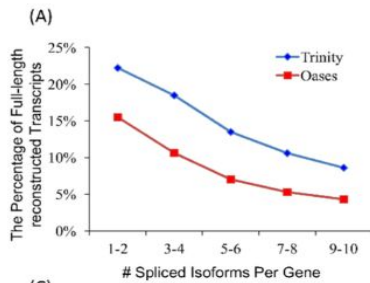 (A)
The Percentage of Full-length
reconstructed Transcripts
25%
20%
15%
10%
5%
0%
Trinity
Oases
1-2 3-4 5-6 7-8 9-10
# Spliced Isoforms Per Gene